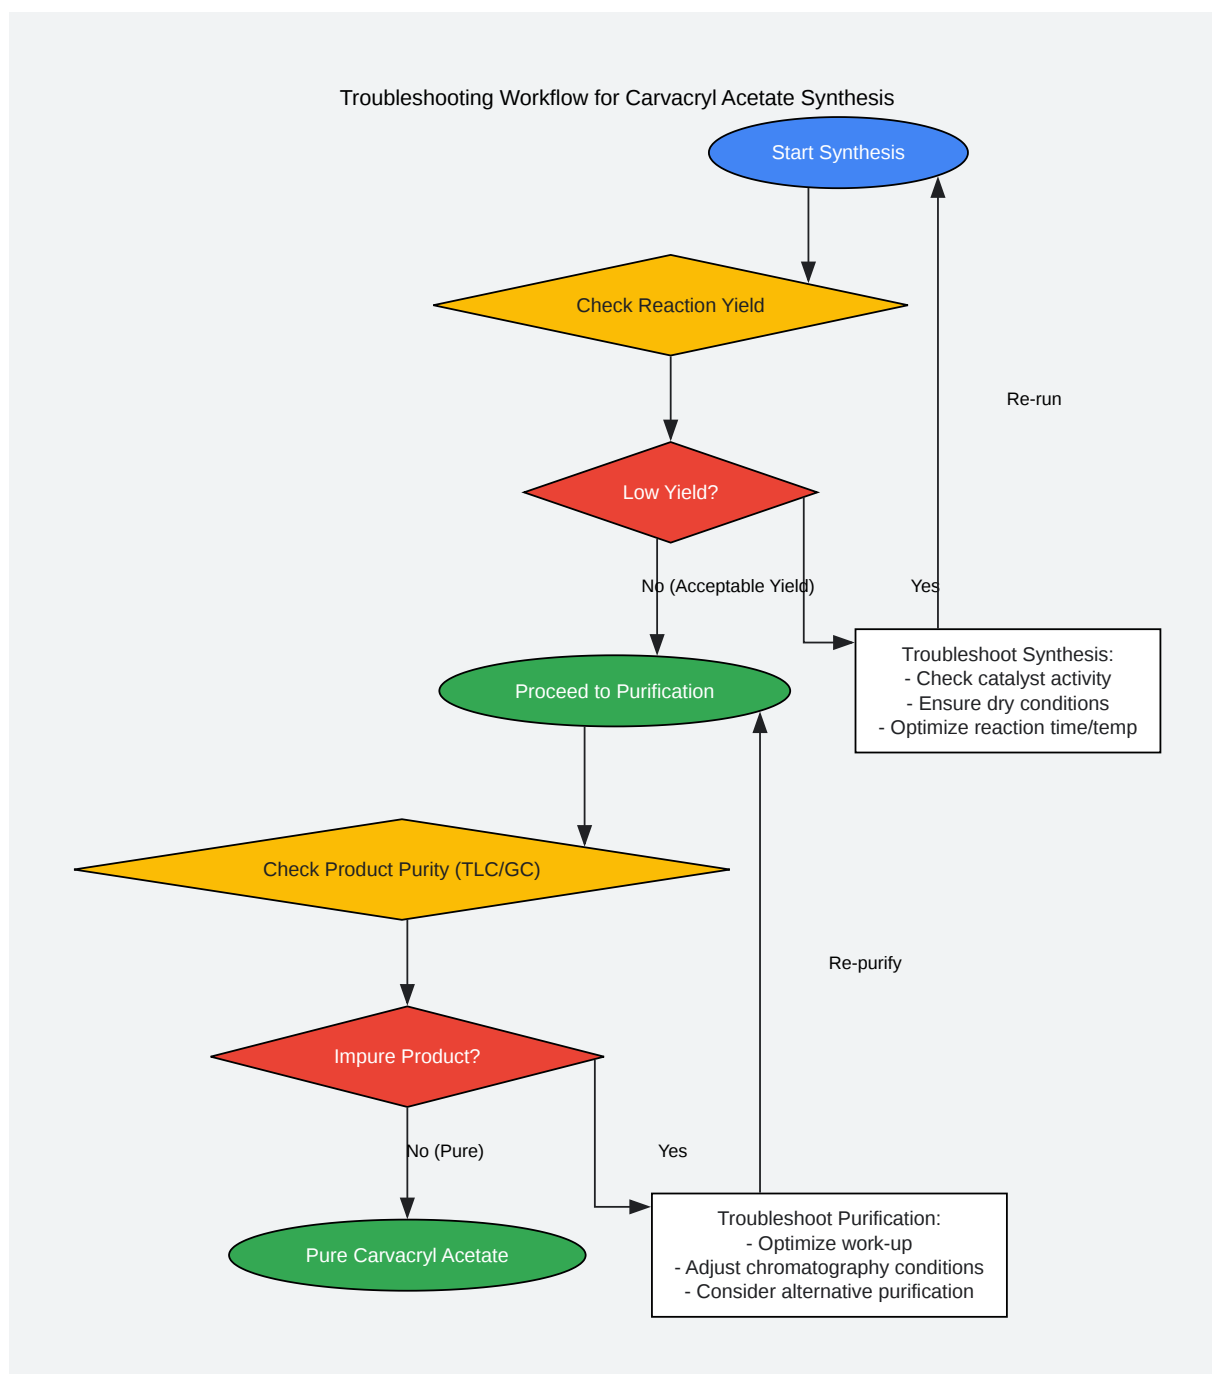 Troubleshooting Workflow for Carvacryl Acetate Synthesis
Start Synthesis
Check Reaction Yield
Re-run
Low Yield?
No (Acceptable Yield)
Yes
Troubleshoot Synthesis:
- Check catalyst activity
- Ensure dry conditions
- Optimize reaction time/temp
Proceed to Purification
Check Product Purity (TLC/GC)
Re-purify
Impure Product?
No (Pure)
Yes
Troubleshoot Purification:
- Optimize work-up
- Adjust chromatography conditions
- Consider alternative purification
Pure Carvacryl Acetate